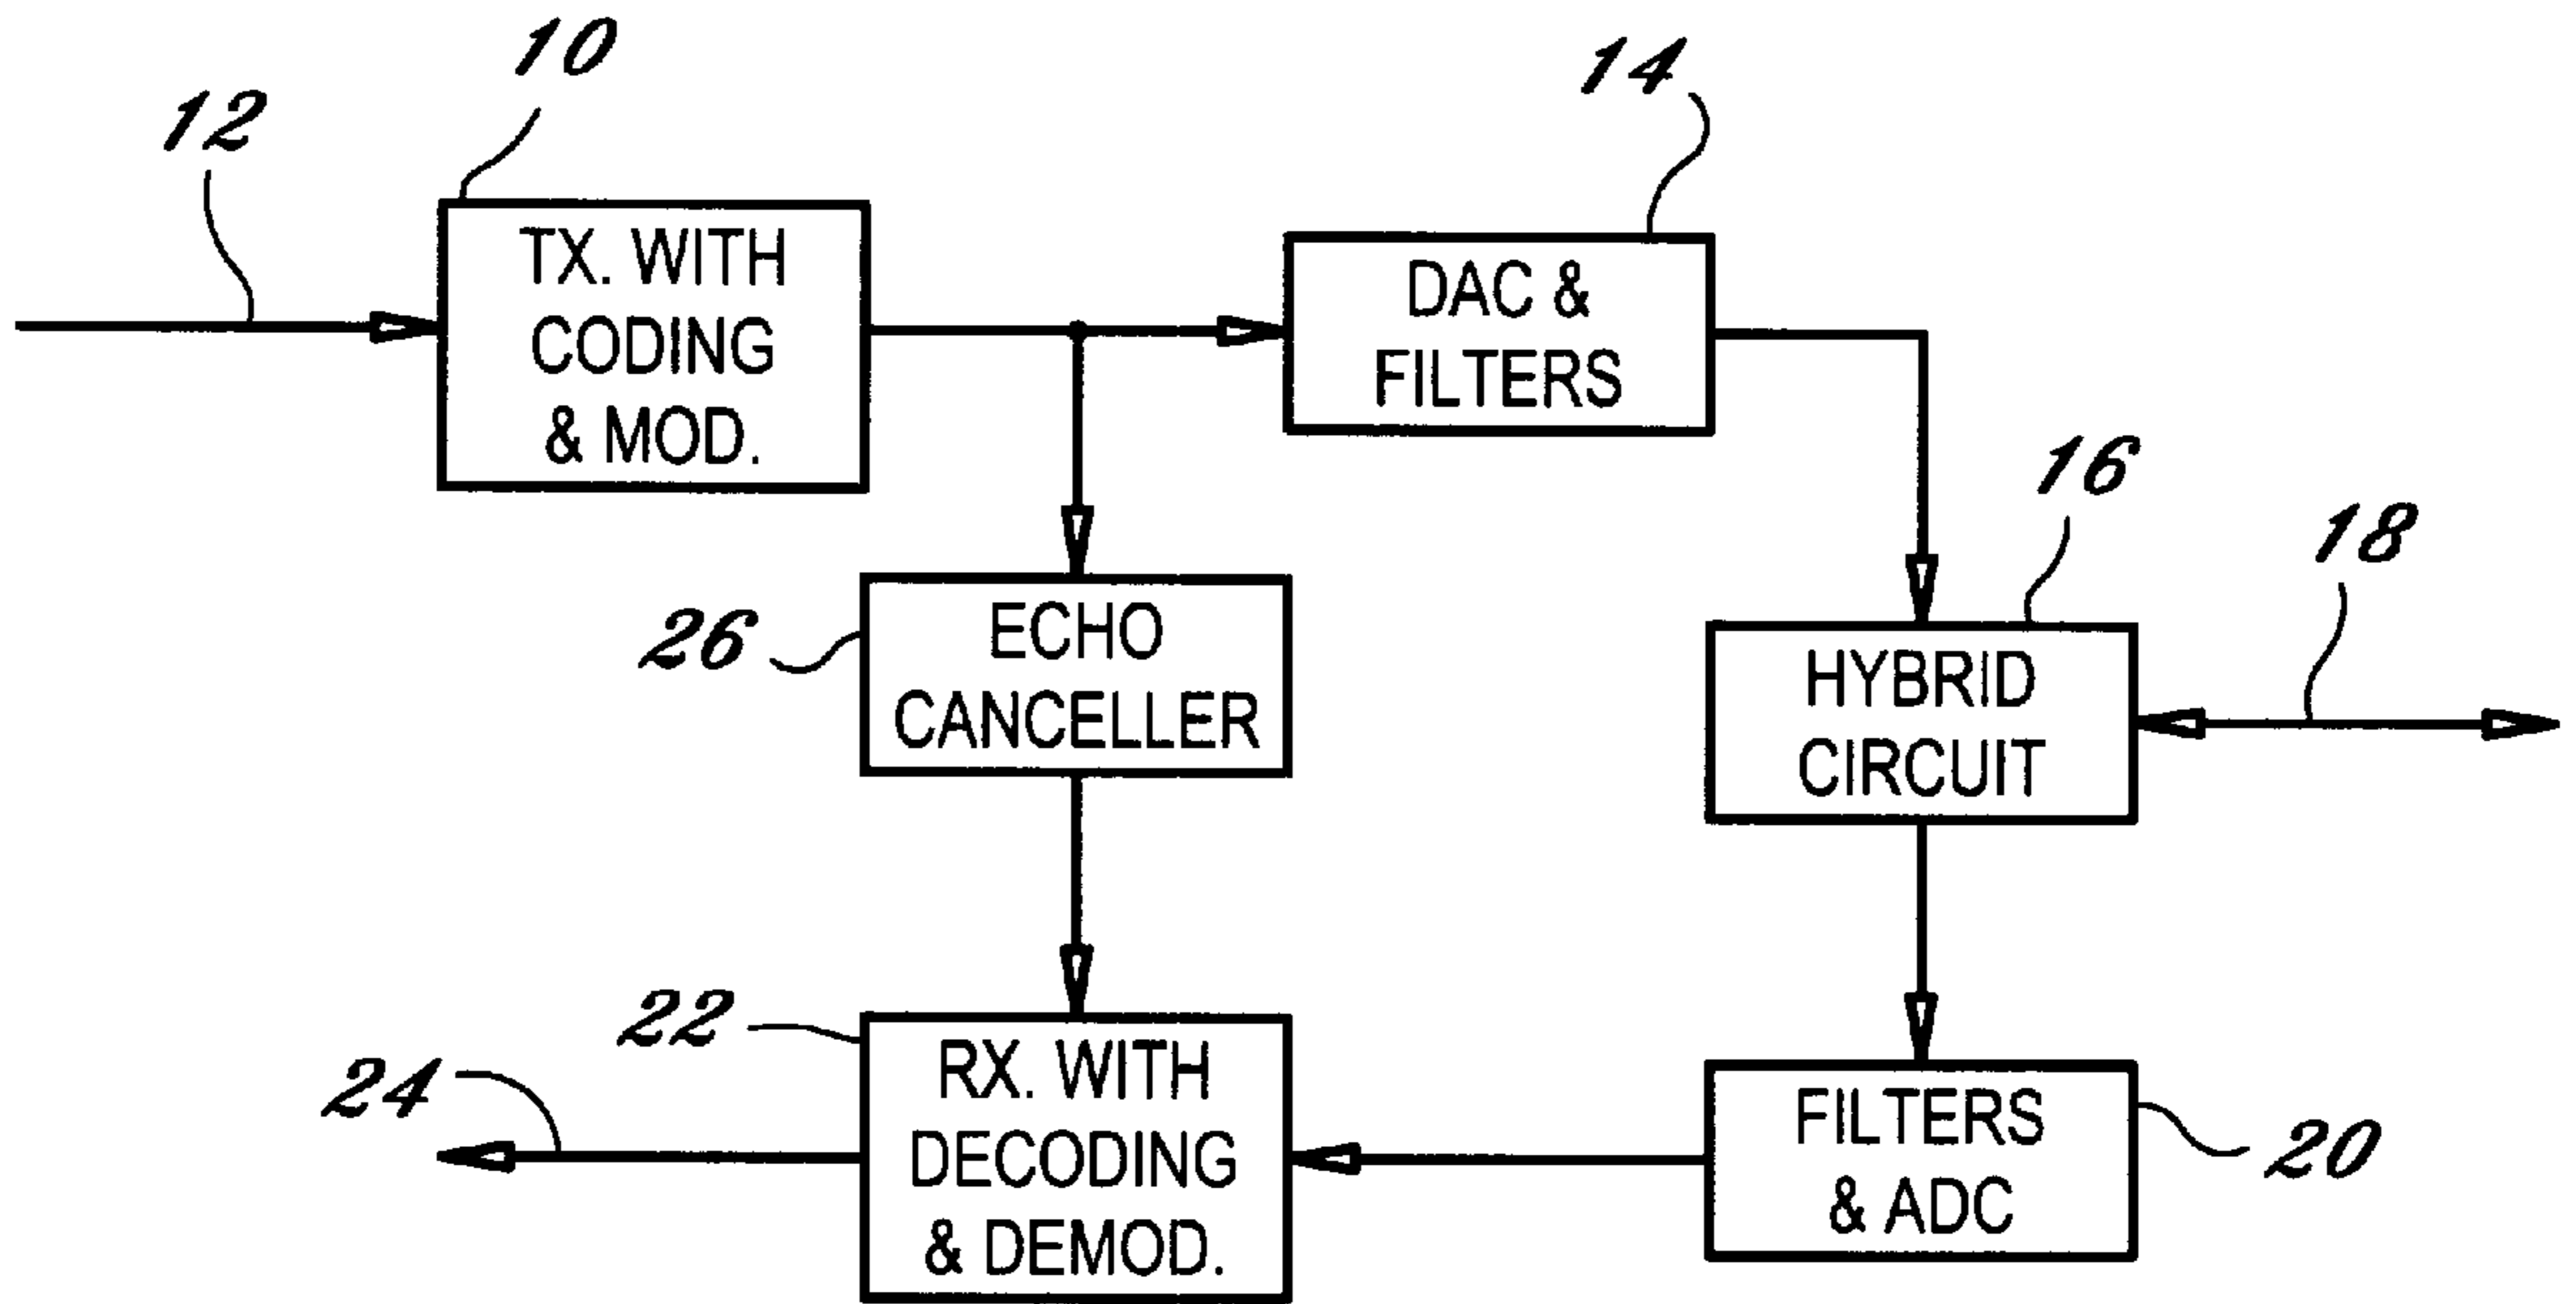 10
14
12
TX. WITH
CODING
& MOD.
DAC &
FILTERS
16
18
26
ECHO
CANCELLER
HYBRID
CIRCUIT
22
24
RX. WITH
DECODING
& DEMOD.
FILTERS
& ADC
20